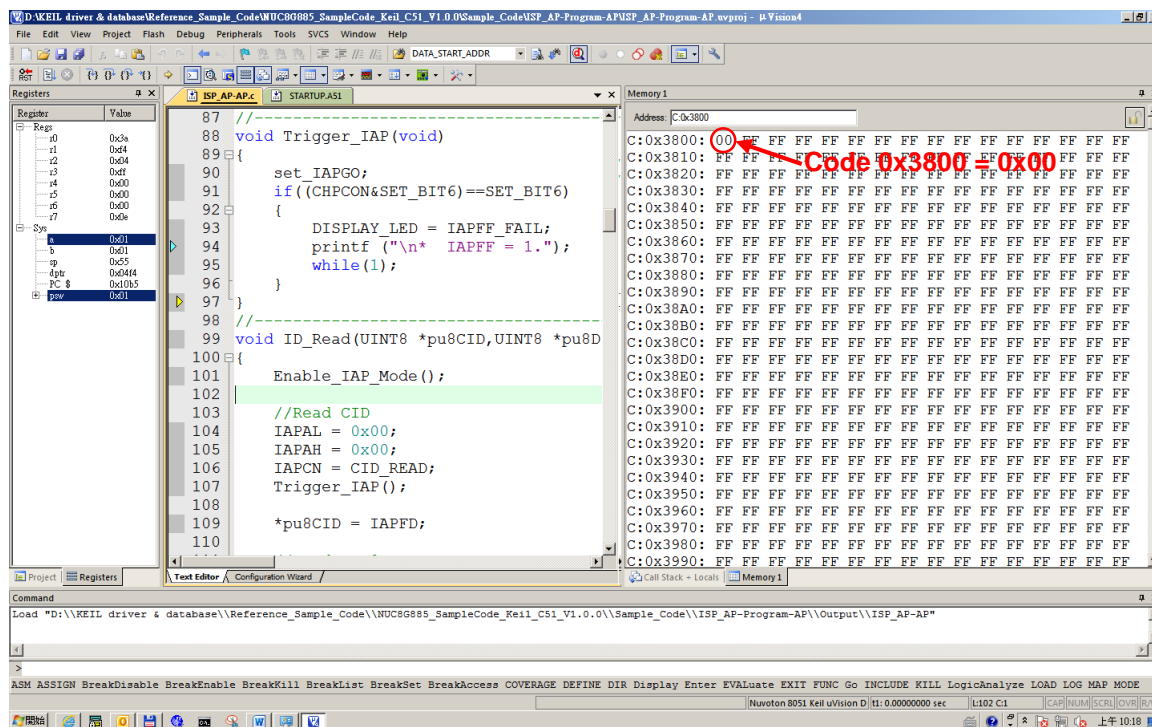 D:\KEIL driver & database\Reference_Sample_Code\NUC8G885_SampleCode_Keil_C51_V1.0.0\Sample_Code\ISP_AP-Program-AP\ISP_AP-Program-AP.uvproj - µVision4
File Edit View Project Flash Debug Peripherals Tools SVCS Window Help
DATA_START_ADDR
RST
Registers
Register Value
Regs
r0 0x3a
r1 0xf4
r2 0x04
r3 0xff
r4 0x00
r5 0x00
r6 0x00
r7 0x0e
Sys
a 0x01
b 0x01
sp 0x55
dptr 0x04f4
PC $ 0x10b5
psw 0x01
Project Registers
ISP_AP-AP.c STARTUP.A51
87 //----------------------------------
88 void Trigger_IAP(void)
89 {
90 set_IAPGO;
91 if((CHPCON&SET_BIT6)==SET_BIT6)
92 {
93 DISPLAY_LED = IAPFF_FAIL;
94 printf ("\n* IAPFF = 1.");
95 while(1);
96 }
97 }
98 //----------------------------------
99 void ID_Read(UINT8 *pu8CID,UINT8 *pu8D
100 {
101 Enable_IAP_Mode();
102
103 //Read CID
104 IAPAL = 0x00;
105 IAPAH = 0x00;
106 IAPCN = CID_READ;
107 Trigger_IAP();
108
109 *pu8CID = IAPFD;
110
Text Editor Configuration Wizard
Memory 1
Address: C:0x3800
C:0x3800: 00 FF FF FF FF FF FF FF FF FF FF FF FF FF FF FF
Code 0x3800 = 0x00
C:0x3810: FF FF FF FF FF FF FF FF FF FF FF FF FF FF FF FF
C:0x3820: FF FF FF FF FF FF FF FF FF FF FF FF FF FF FF FF
C:0x3830: FF FF FF FF FF FF FF FF FF FF FF FF FF FF FF FF
C:0x3840: FF FF FF FF FF FF FF FF FF FF FF FF FF FF FF FF
C:0x3850: FF FF FF FF FF FF FF FF FF FF FF FF FF FF FF FF
C:0x3860: FF FF FF FF FF FF FF FF FF FF FF FF FF FF FF FF
C:0x3870: FF FF FF FF FF FF FF FF FF FF FF FF FF FF FF FF
C:0x3880: FF FF FF FF FF FF FF FF FF FF FF FF FF FF FF FF
C:0x3890: FF FF FF FF FF FF FF FF FF FF FF FF FF FF FF FF
C:0x38A0: FF FF FF FF FF FF FF FF FF FF FF FF FF FF FF FF
C:0x38B0: FF FF FF FF FF FF FF FF FF FF FF FF FF FF FF FF
C:0x38C0: FF FF FF FF FF FF FF FF FF FF FF FF FF FF FF FF
C:0x38D0: FF FF FF FF FF FF FF FF FF FF FF FF FF FF FF FF
C:0x38E0: FF FF FF FF FF FF FF FF FF FF FF FF FF FF FF FF
C:0x38F0: FF FF FF FF FF FF FF FF FF FF FF FF FF FF FF FF
C:0x3900: FF FF FF FF FF FF FF FF FF FF FF FF FF FF FF FF
C:0x3910: FF FF FF FF FF FF FF FF FF FF FF FF FF FF FF FF
C:0x3920: FF FF FF FF FF FF FF FF FF FF FF FF FF FF FF FF
C:0x3930: FF FF FF FF FF FF FF FF FF FF FF FF FF FF FF FF
C:0x3940: FF FF FF FF FF FF FF FF FF FF FF FF FF FF FF FF
C:0x3950: FF FF FF FF FF FF FF FF FF FF FF FF FF FF FF FF
C:0x3960: FF FF FF FF FF FF FF FF FF FF FF FF FF FF FF FF
C:0x3970: FF FF FF FF FF FF FF FF FF FF FF FF FF FF FF FF
C:0x3980: FF FF FF FF FF FF FF FF FF FF FF FF FF FF FF FF
C:0x3990: FF FF FF FF FF FF FF FF FF FF FF FF FF FF FF FF
Call Stack + Locals Memory 1
Command
Load "D:\\KEIL driver & database\\Reference_Sample_Code\\NUC8G885_SampleCode_Keil_C51_V1.0.0\\Sample_Code\\ISP_AP-Program-AP\\Output\\ISP_AP-AP"
>
ASM ASSIGN BreakDisable BreakEnable BreakKill BreakList BreakSet BreakAccess COVERAGE DEFINE DIR Display Enter EVALuate EXIT FUNC Go INCLUDE KILL LogicAnalyze LOAD LOG MAP MODE
Nuvoton 8051 Keil uVision D t1: 0.00000000 sec L:102 C:1 CAP NUM SCRL OVR R/W
開始 上午 10:18